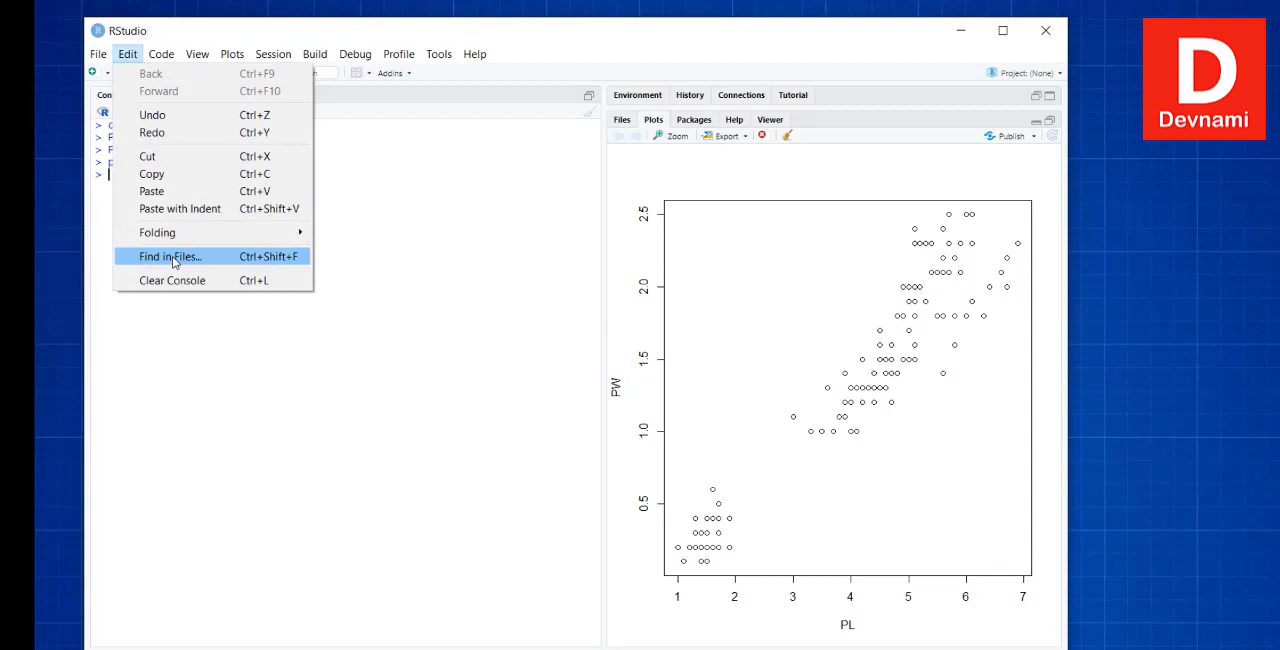 RStudio
File Edit Code View Plots Session Build Debug Profile Tools Help
Addins
Project: (None)
Back Ctrl+F9
Forward Ctrl+F10
Undo Ctrl+Z
Redo Ctrl+Y
Cut Ctrl+X
Copy Ctrl+C
Paste Ctrl+V
Paste with Indent Ctrl+Shift+V
Folding
Find in Files... Ctrl+Shift+F
Clear Console Ctrl+L
>
>
>
>
>
Environment History Connections Tutorial
Files Plots Packages Help Viewer
Zoom Export Publish
2.5
2.0
1.5
1.0
0.5
PW
1 2 3 4 5 6 7
PL
D
Devnami